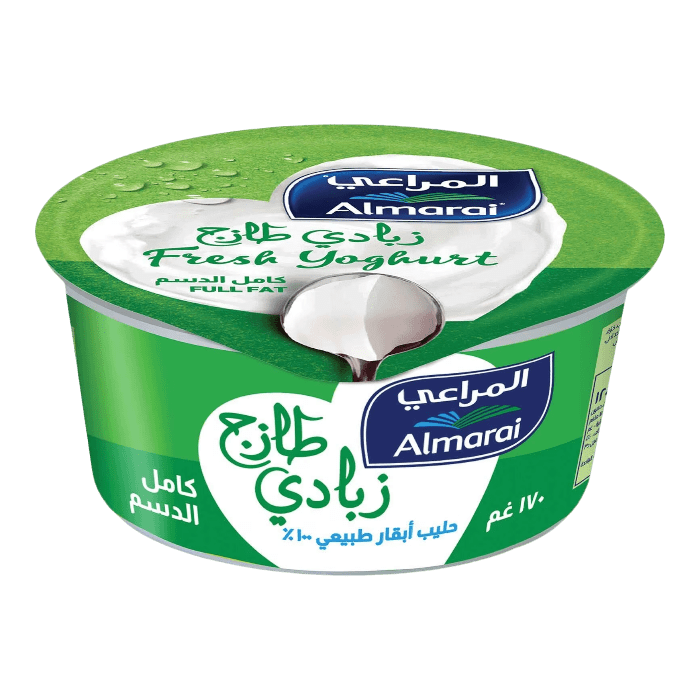 المراعي
Almarai
زبادي طازج
Fresh Yoghurt
كامل الدسم
FULL FAT
المراعي
Almarai
طازج
زبادي
حليب أبقار طبيعي ١٠٠٪
كامل
الدسم
١٧٠ غم